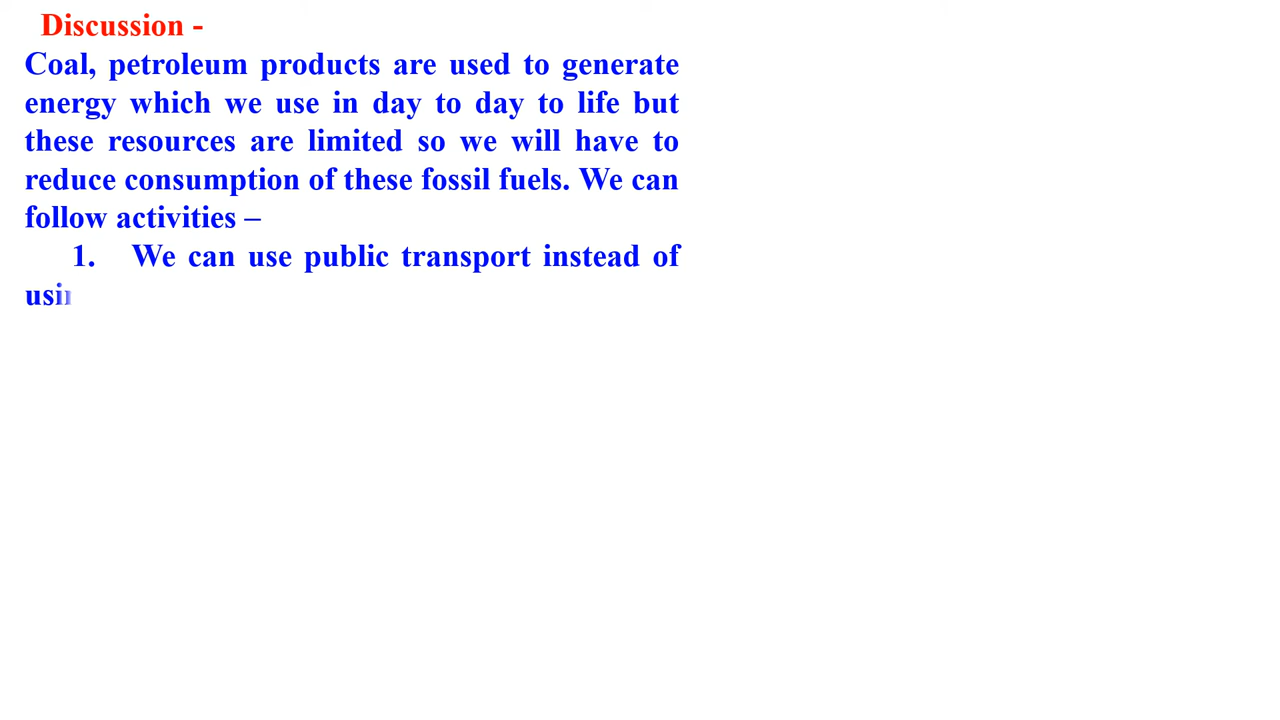 Discussion -
Coal, petroleum products are used to generate
energy which we use in day to day to life but
these resources are limited so we will have to
reduce consumption of these fossil fuels. We can
follow activities –
1. We can use public transport instead of